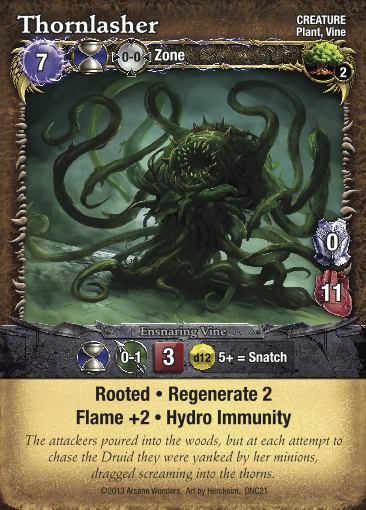 Thornlasher
CREATURE
Plant, Vine
7
0-0 Zone
2
0
11
Ensnaring Vine
0-1 3 d12 5+ = Snatch
Rooted • Regenerate 2
Flame +2 • Hydro Immunity
The attackers poured into the woods, but at each attempt to
chase the Druid they were yanked by her minions,
dragged screaming into the thorns.
©2013 Arcane Wonders. Art by Herckeim. DNC21